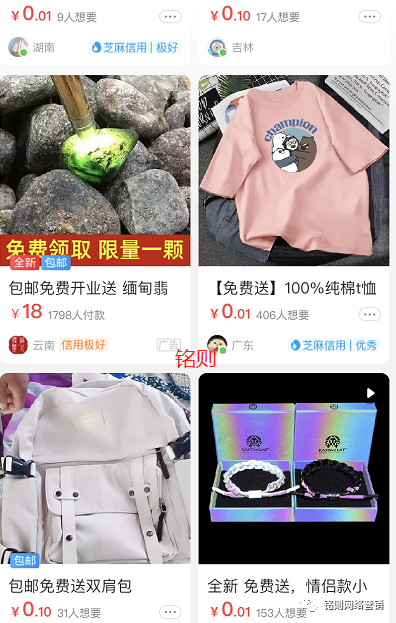 ¥0.01 9人想要
¥0.10 17人想要
湖南 芝麻信用 | 极好
吉林
免费领取 限量一颗
全新 包邮
包邮免费开业送 缅甸翡
¥18 1798人付款
云南 信用极好 广告
champion
【免费送】100%纯棉t恤
¥0.01 406人想要
广东 芝麻信用 | 优秀
铭则
包邮
包邮免费送双肩包
¥0.10 31人想要
全新 免费送，情侣款小
¥0.01 153人想要
铭则网络营销